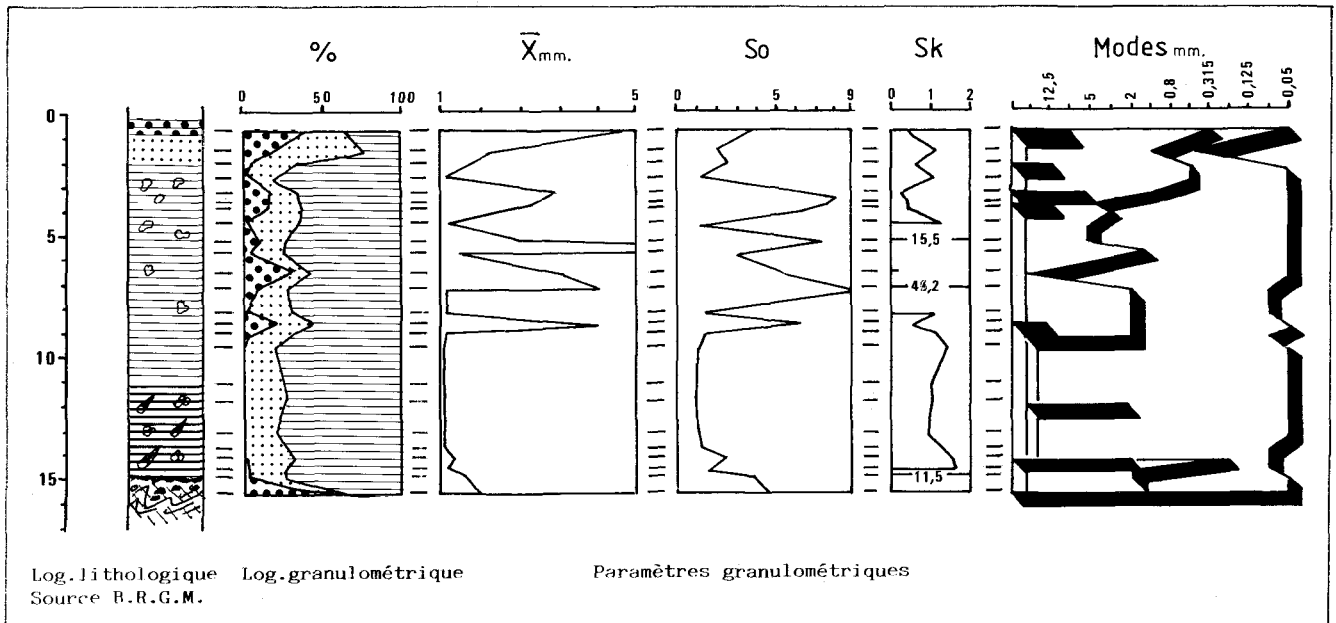 % X̄mm. So Sk Modes mm.
0 50 100 1 5 0 5 9 0 1 2 12,5 5 2 0,8 0,315 0,125 0,05
0
5
15,5
48,2
10
15
11,5
Log.lithologique Log.granulométrique Paramètres granulométriques
Source B.R.G.M.